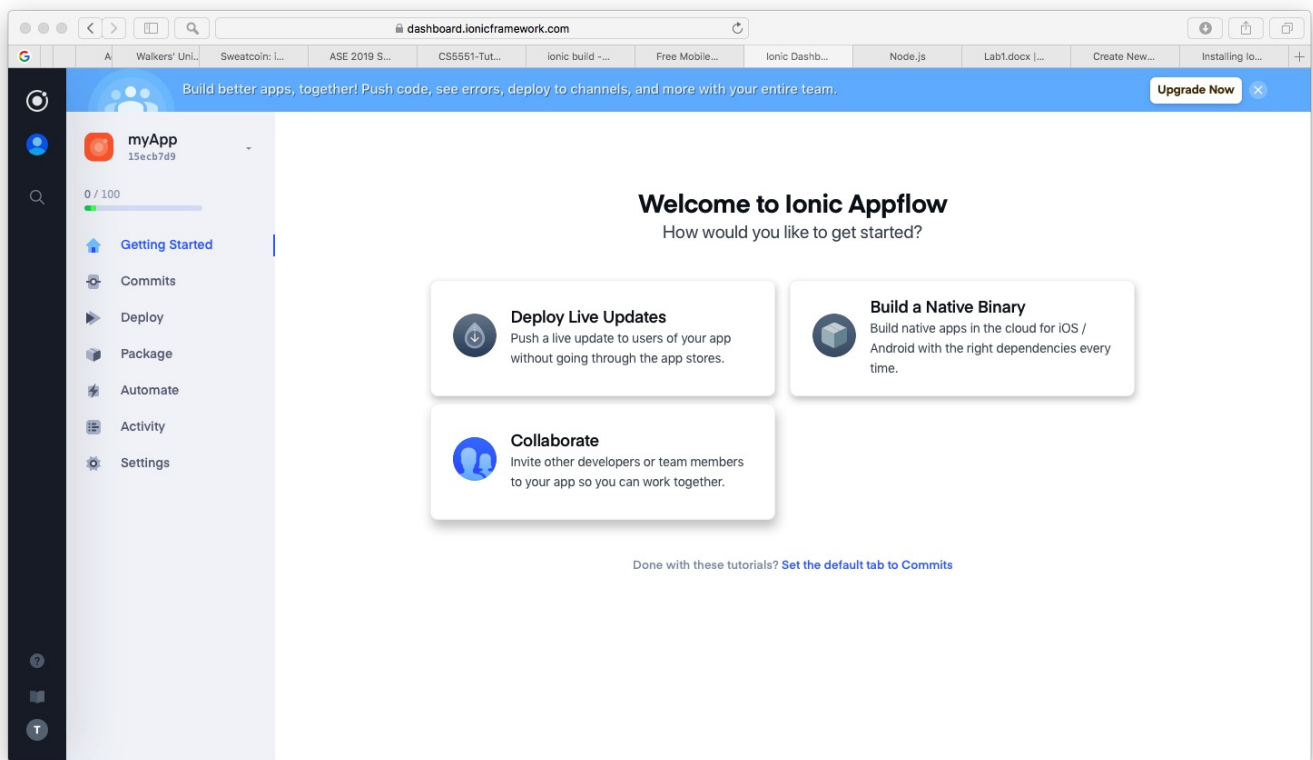 dashboard.ionicframework.com
G
A
Walkers' Uni..
Sweatcoin: i...
ASE 2019 S...
CS5551-Tut...
ionic build -...
Free Mobile...
Ionic Dashb...
Node.js
Lab1.docx |...
Create New...
Installing Io...
Build better apps, together! Push code, see errors, deploy to channels, and more with your entire team.
Upgrade Now
myApp
15ecb7d9
0 / 100
Getting Started
Commits
Deploy
Package
Automate
Activity
Settings
?
T
Welcome to Ionic Appflow
How would you like to get started?
Deploy Live Updates
Push a live update to users of your app
without going through the app stores.
Build a Native Binary
Build native apps in the cloud for iOS /
Android with the right dependencies every
time.
Collaborate
Invite other developers or team members
to your app so you can work together.
Done with these tutorials? Set the default tab to Commits